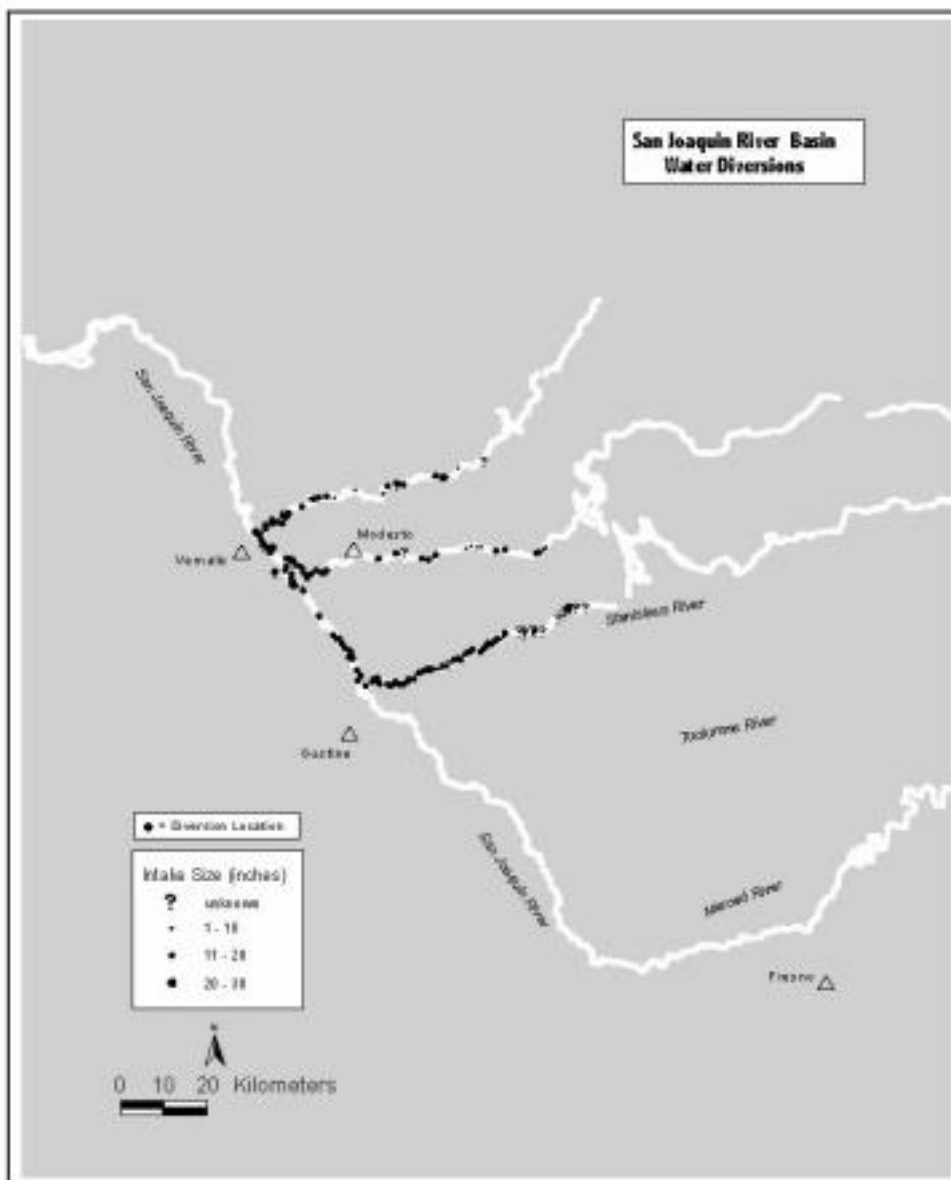 San Joaquin River Basin
Water Diversions
San Joaquin River
Modesto
Vernalis
Stanislaus River
Tuolumne River
Gustine
= Diversion Location
Intake Size (inches)
? unknown
1 - 10
11 - 20
20 - 30
San Joaquin River
Merced River
Fresno
N
0 10 20 Kilometers